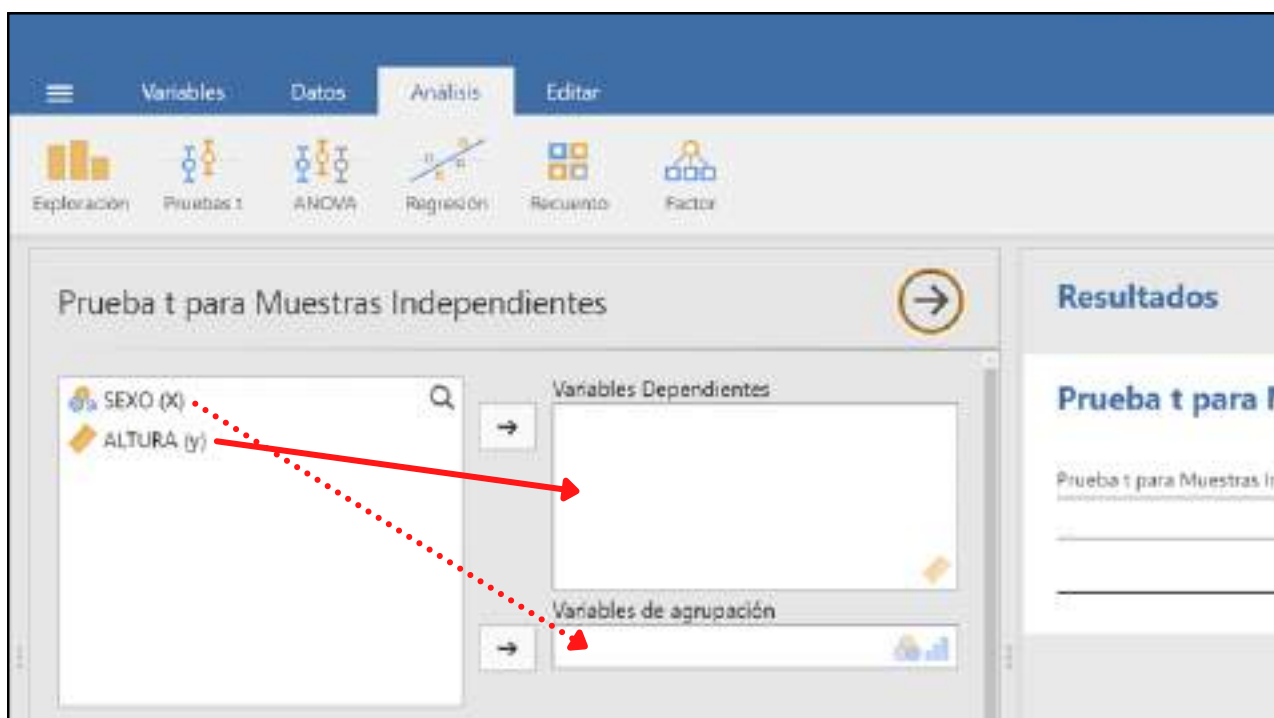 Variables Datos Análisis Editar
Exploración Pruebas t ANOVA Regresión Recuento Factor
Prueba t para Muestras Independientes
Resultados
SEXO (X)
ALTURA (y)
Variables Dependientes
Variables de agrupación
Prueba t para
Prueba t para Muestras